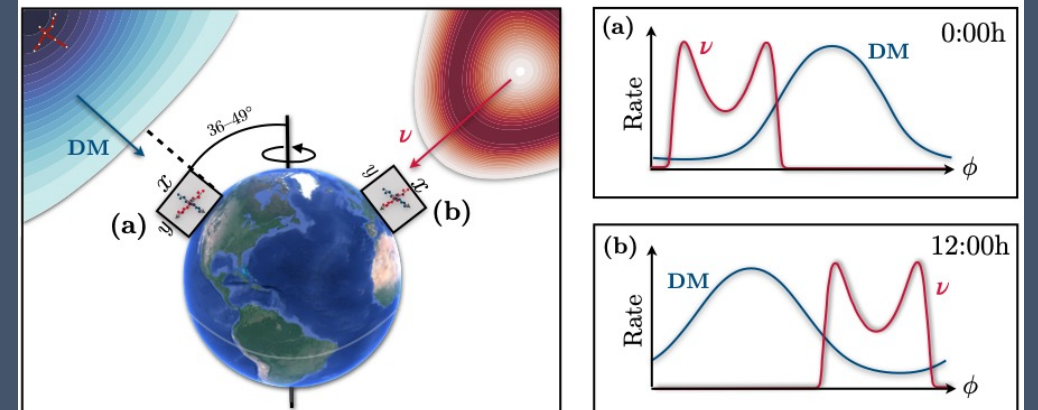 DM
36–49°
ν
x
y
(a)
y
x
(b)
(a)
0:00h
ν
DM
Rate
ϕ
(b)
12:00h
DM
ν
Rate
ϕ